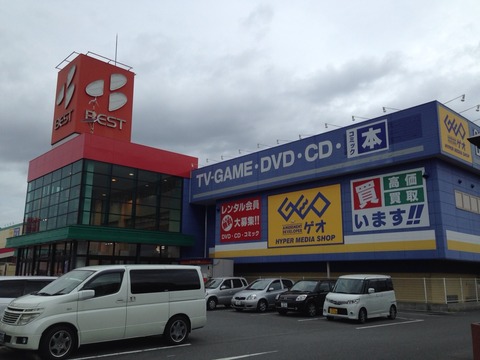 BEST
BEST
TV-GAME・DVD・CD・コミック本
レンタル会員
大募集!!
DVD・CD・コミック
GEO ゲオ
HYPER MEDIA SHOP
買 高価買取
います!!
ゲオ